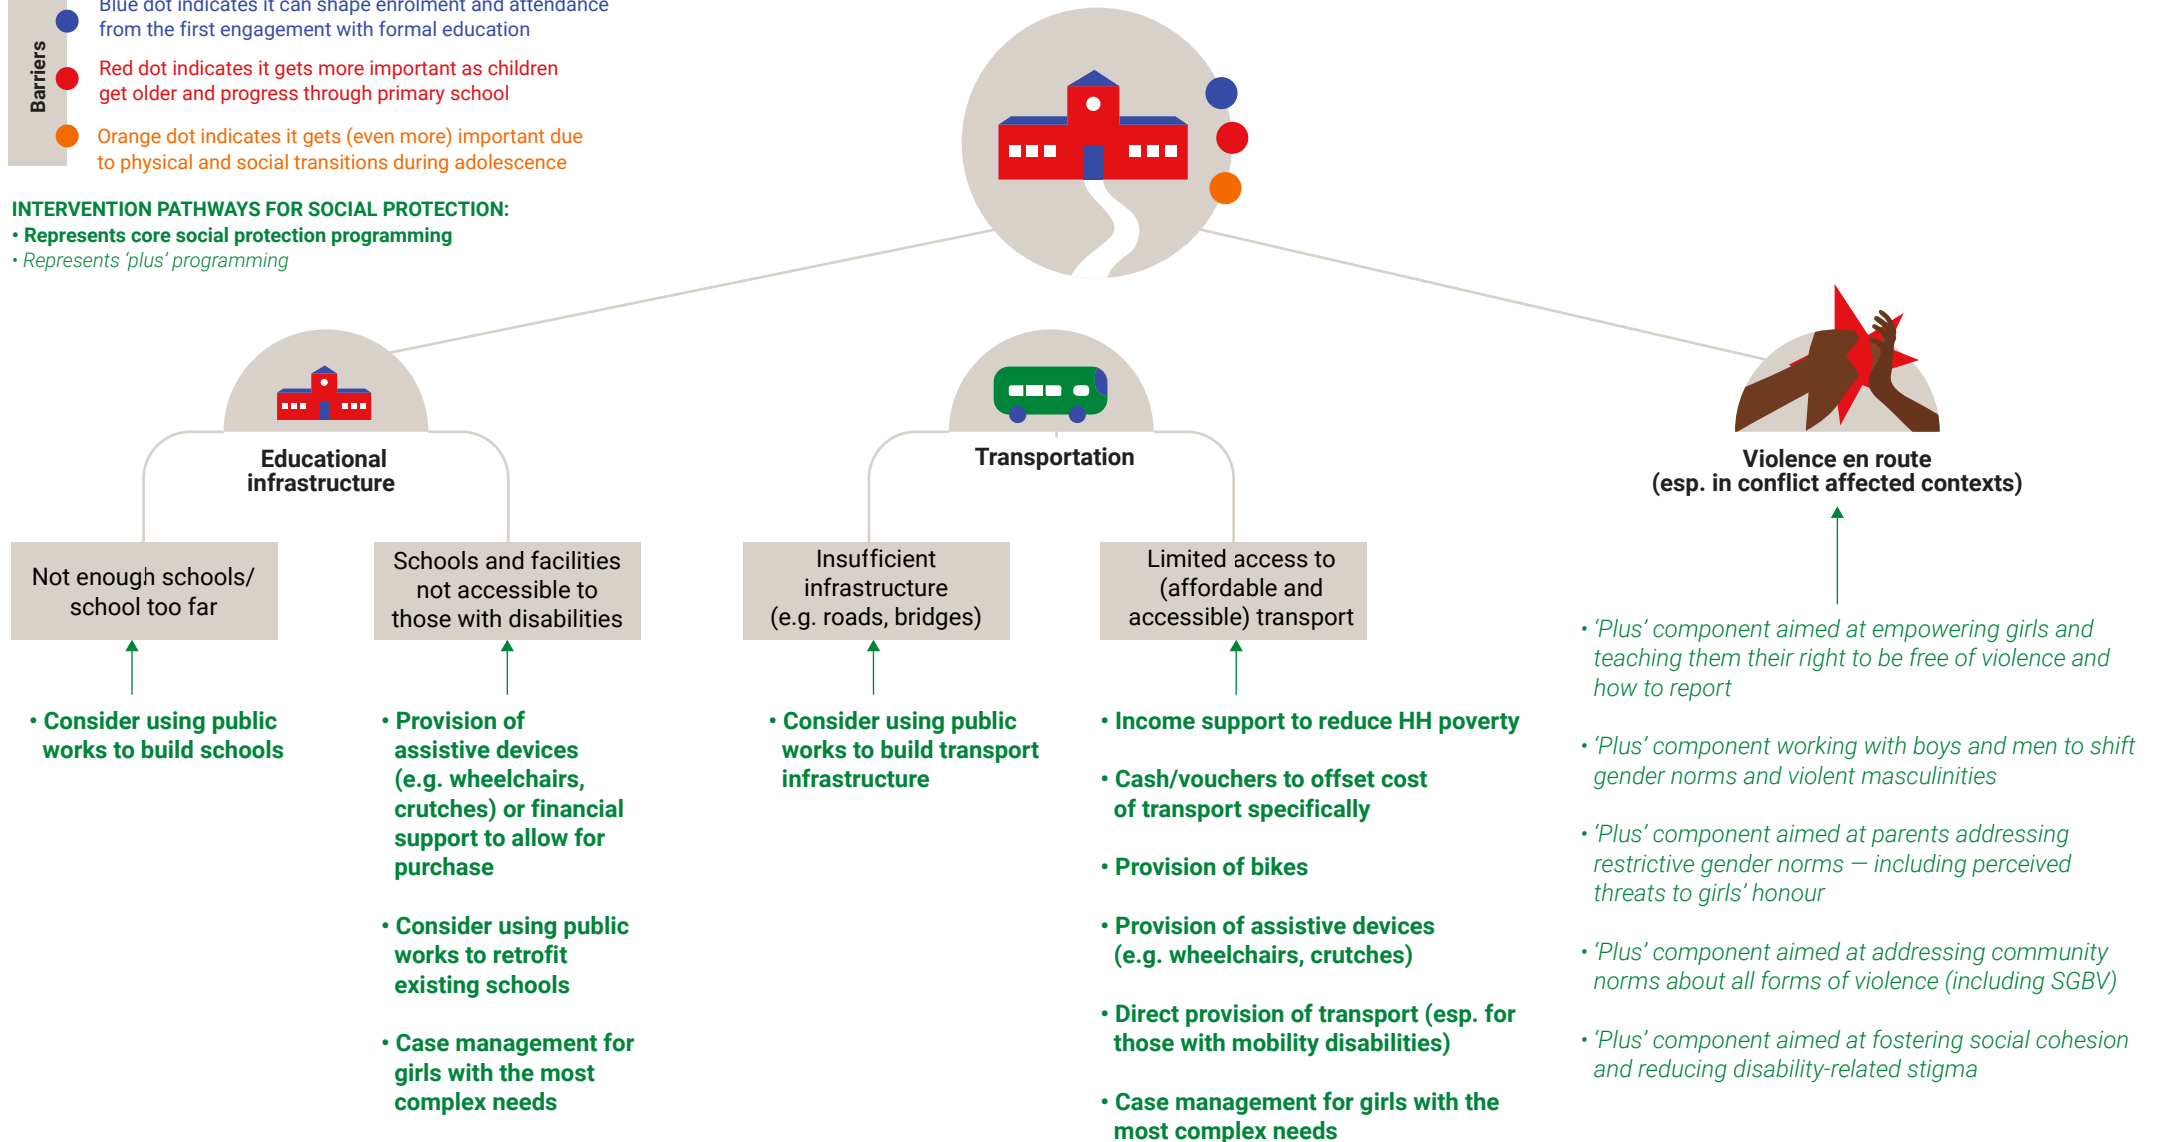 Blue dot indicates it can shape enrolment and attendance
from the first engagement with formal education
Barriers
Red dot indicates it gets more important as children
get older and progress through primary school
Orange dot indicates it gets (even more) important due
to physical and social transitions during adolescence
INTERVENTION PATHWAYS FOR SOCIAL PROTECTION:
• Represents core social protection programming
• Represents ‘plus’ programming
Educational
infrastructure
Not enough schools/
school too far
• Consider using public
works to build schools
Schools and facilities
not accessible to
those with disabilities
• Provision of
assistive devices
(e.g. wheelchairs,
crutches) or financial
support to allow for
purchase
• Consider using public
works to retrofit
existing schools
• Case management for
girls with the most
complex needs
Transportation
Insufficient
infrastructure
(e.g. roads, bridges)
• Consider using public
works to build transport
infrastructure
Limited access to
(affordable and
accessible) transport
• Income support to reduce HH poverty
• Cash/vouchers to offset cost
of transport specifically
• Provision of bikes
• Provision of assistive devices
(e.g. wheelchairs, crutches)
• Direct provision of transport (esp. for
those with mobility disabilities)
• Case management for girls with the
most complex needs
Violence en route
(esp. in conflict affected contexts)
• ‘Plus’ component aimed at empowering girls and
teaching them their right to be free of violence and
how to report
• ‘Plus’ component working with boys and men to shift
gender norms and violent masculinities
• ‘Plus’ component aimed at parents addressing
restrictive gender norms — including perceived
threats to girls’ honour
• ‘Plus’ component aimed at addressing community
norms about all forms of violence (including SGBV)
• ‘Plus’ component aimed at fostering social cohesion
and reducing disability-related stigma